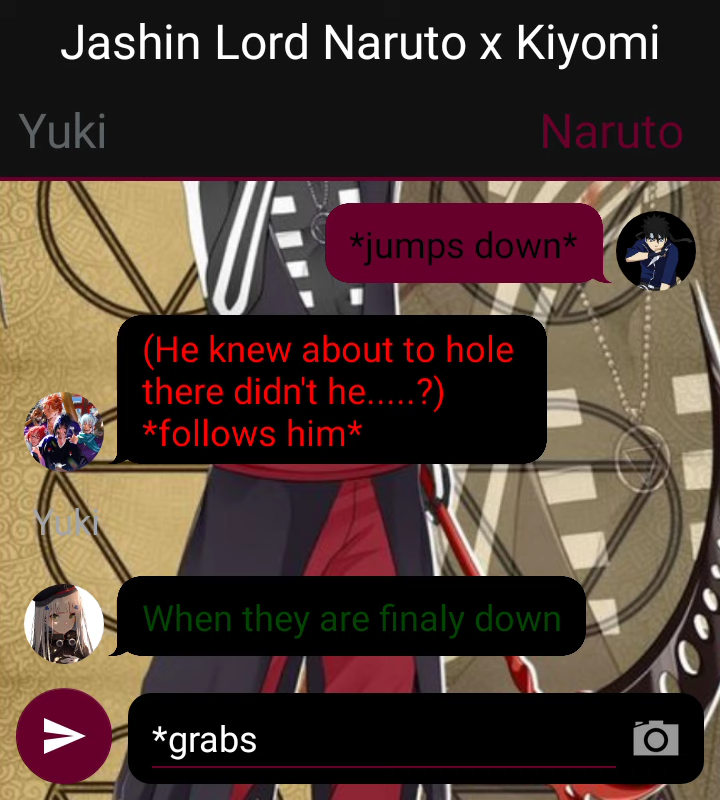 Jashin Lord Naruto x Kiyomi
Yuki
Naruto
*jumps down*
(He knew about to hole
there didn't he.....?)
*follows him*
Yuki
When they are finaly down
*grabs